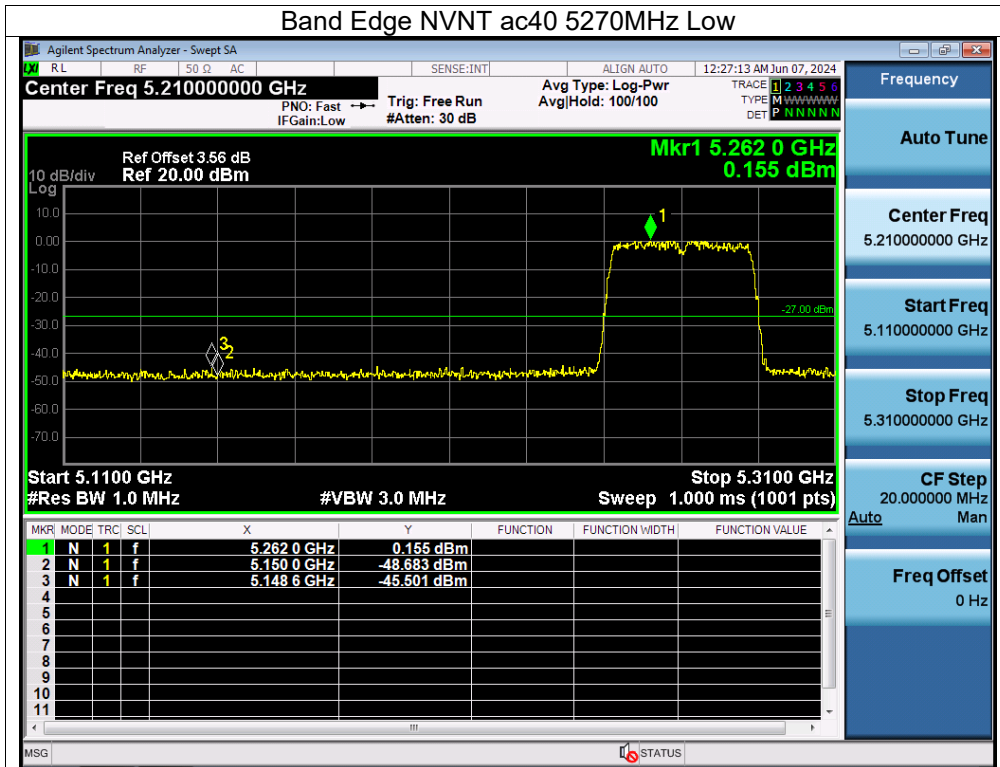 Band Edge NVNT ac40 5270MHz Low
Agilent Spectrum Analyzer - Swept SA
LXI RL RF 50 Ω AC SENSE:INT ALIGN AUTO 12:27:13 AM Jun 07, 2024
Center Freq 5.210000000 GHz
PNO: Fast
IFGain:Low
Trig: Free Run
#Atten: 30 dB
Avg Type: Log-Pwr
Avg|Hold: 100/100
TRACE 1 2 3 4 5 6
TYPE M WWWWW
DET P N N N N N
Ref Offset 3.56 dB
Ref 20.00 dBm
10 dB/div
Log
Mkr1 5.262 0 GHz
0.155 dBm
10.0
0.00
-10.0
-20.0
-30.0
-40.0
-50.0
-60.0
-70.0
1
-27.00 dBm
3
2
Start 5.1100 GHz Stop 5.3100 GHz
#Res BW 1.0 MHz #VBW 3.0 MHz Sweep 1.000 ms (1001 pts)
MKR MODE TRC SCL X Y FUNCTION FUNCTION WIDTH FUNCTION VALUE
1 N 1 f 5.262 0 GHz 0.155 dBm
2 N 1 f 5.150 0 GHz -48.683 dBm
3 N 1 f 5.148 6 GHz -45.501 dBm
4
5
6
7
8
9
10
11
MSG STATUS
Frequency
Auto Tune
Center Freq
5.210000000 GHz
Start Freq
5.110000000 GHz
Stop Freq
5.310000000 GHz
CF Step
20.000000 MHz
Auto Man
Freq Offset
0 Hz